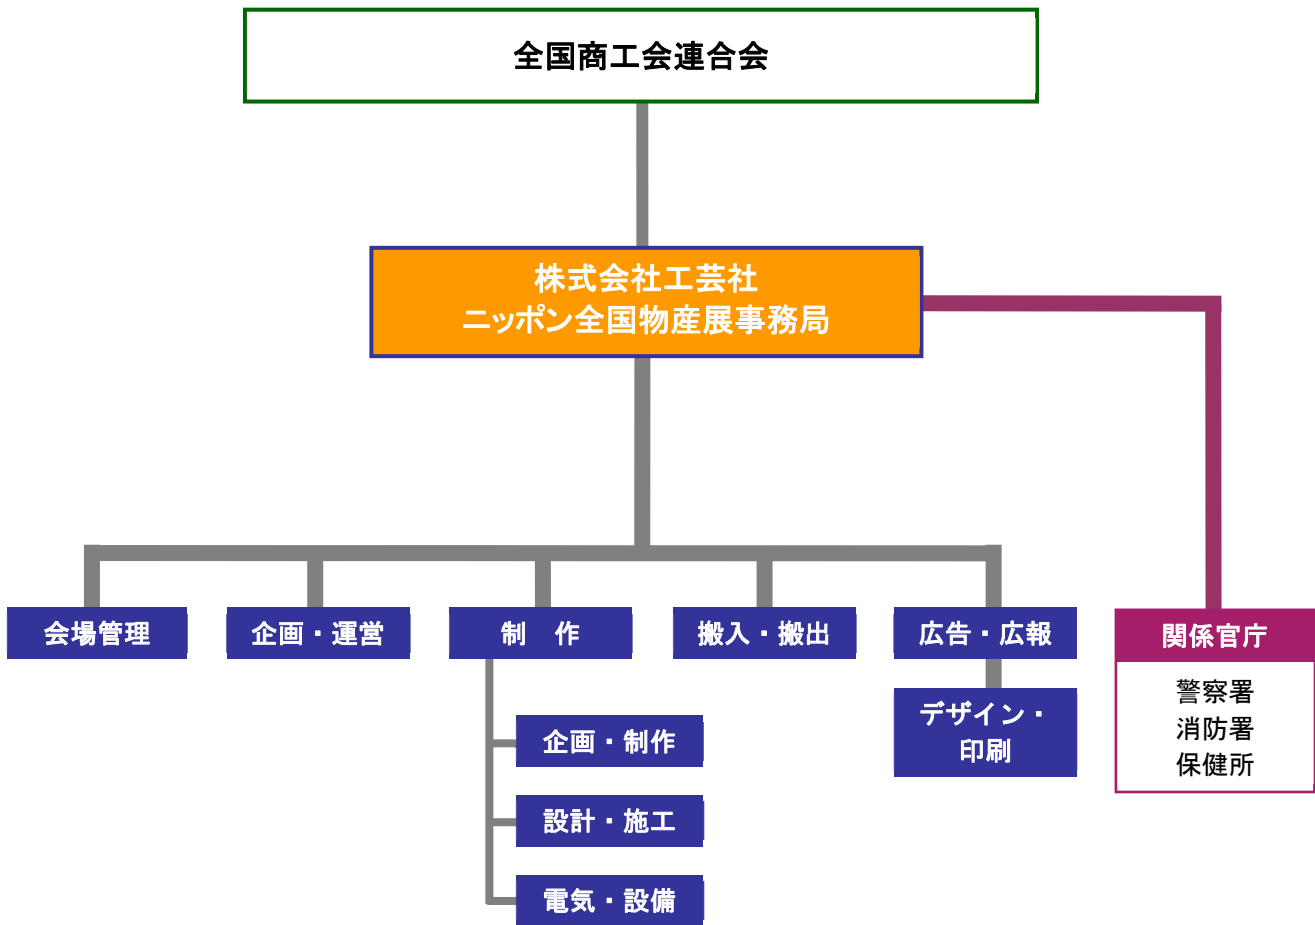 全国商工会連合会
株式会社工芸社
ニッポン全国物産展事務局
会場管理
企画・運営
制　作
搬入・搬出
広告・広報
関係官庁
警察署
消防署
保健所
デザイン・
印刷
企画・制作
設計・施工
電気・設備